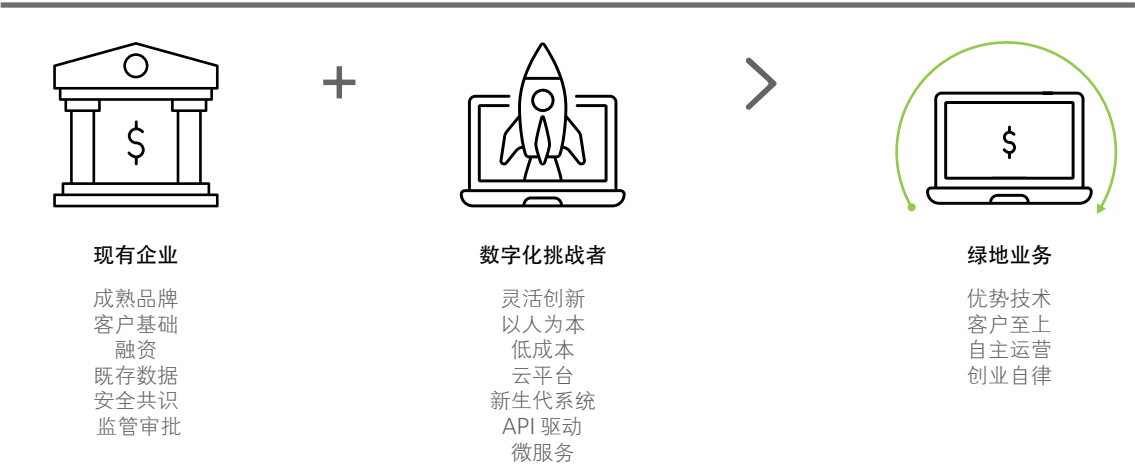 现有企业
成熟品牌
客户基础
融资
既存数据
安全共识
监管审批
数字化挑战者
灵活创新
以人为本
低成本
云平台
新生代系统
API 驱动
微服务
绿地业务
优势技术
客户至上
自主运营
创业自律